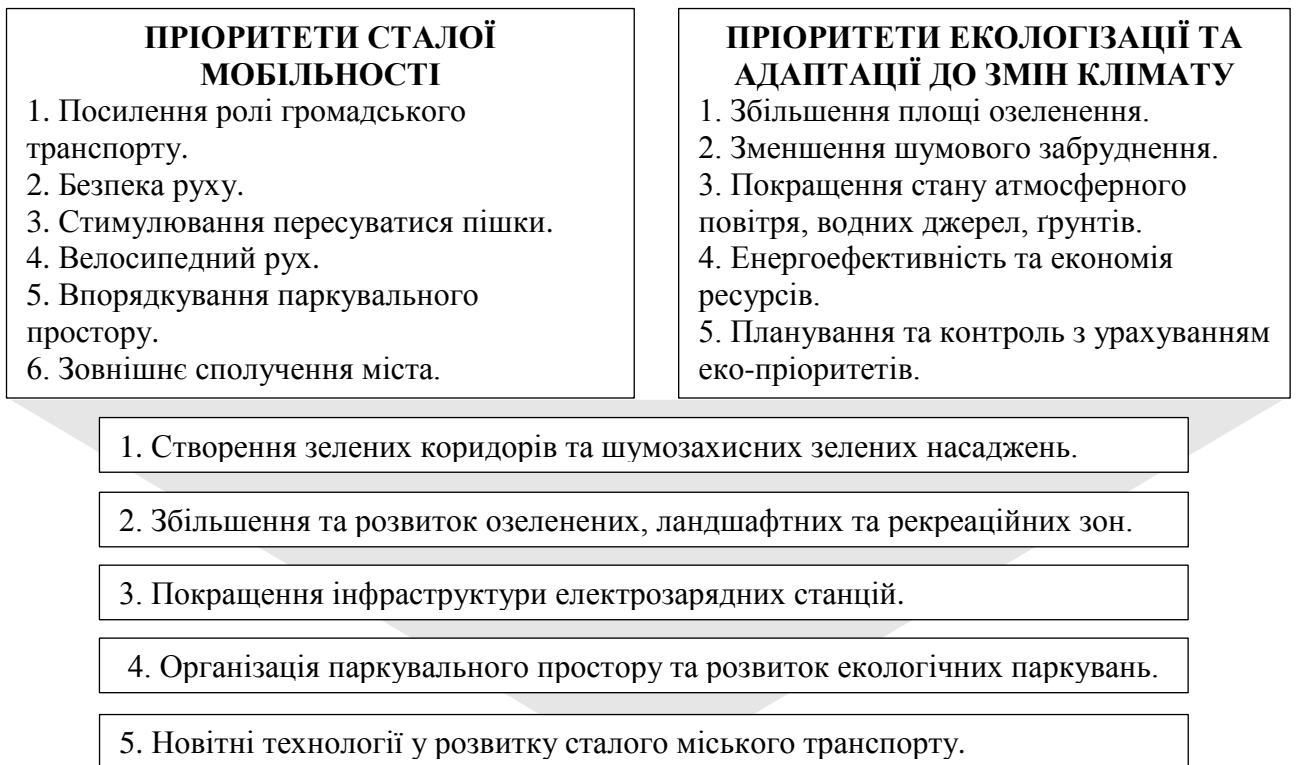 ПРІОРИТЕТИ СТАЛОЇ
МОБІЛЬНОСТІ
1. Посилення ролі громадського
транспорту.
2. Безпека руху.
3. Стимулювання пересуватися пішки.
4. Велосипедний рух.
5. Впорядкування паркувального
простору.
6. Зовнішнє сполучення міста.
ПРІОРИТЕТИ ЕКОЛОГІЗАЦІЇ ТА
АДАПТАЦІЇ ДО ЗМІН КЛІМАТУ
1. Збільшення площі озеленення.
2. Зменшення шумового забруднення.
3. Покращення стану атмосферного
повітря, водних джерел, ґрунтів.
4. Енергоефективність та економія
ресурсів.
5. Планування та контроль з урахуванням
еко-пріоритетів.
1. Створення зелених коридорів та шумозахисних зелених насаджень.
2. Збільшення та розвиток озеленених, ландшафтних та рекреаційних зон.
3. Покращення інфраструктури електрозарядних станцій.
4. Організація паркувального простору та розвиток екологічних паркувань.
5. Новітні технології у розвитку сталого міського транспорту.